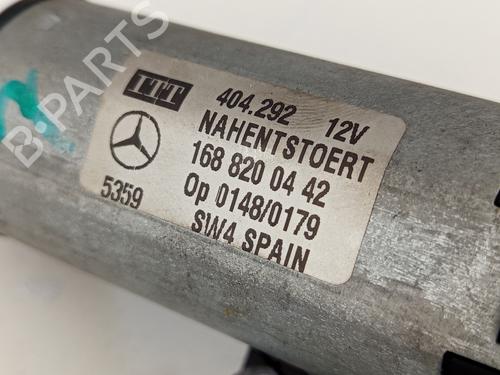 ITT 404.292 12V
NAHENTSTOERT
168 820 04 42
5359 Op 0148/0179
SW4 SPAIN
B-PARTS